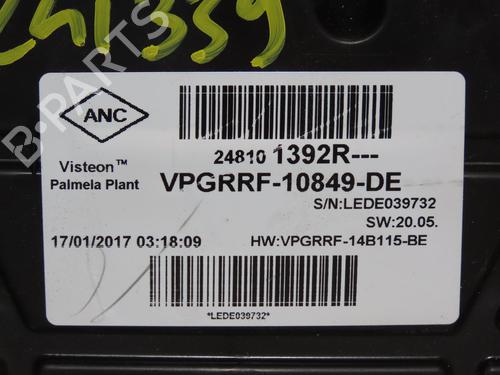 241339
ANC
24810 1392R---
Visteon™
Palmela Plant
VPGRRF-10849-DE
S/N:LEDE039732
SW:20.05.
17/01/2017 03:18:09
HW:VPGRRF-14B115-BE
*LEDE039732*
B-PARTS